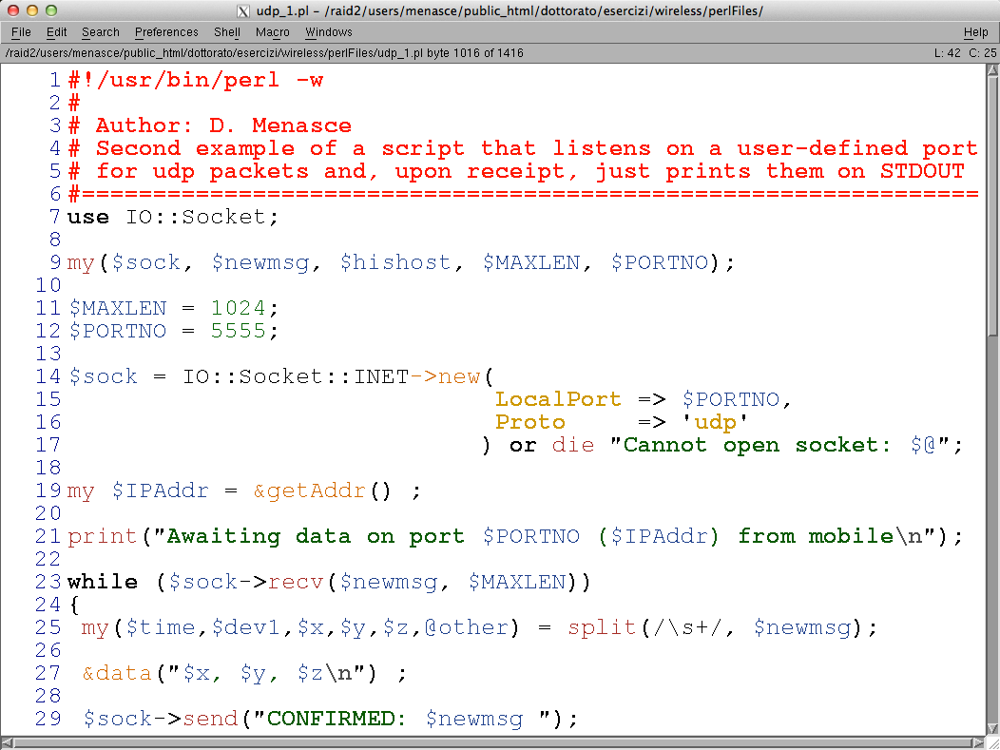 udp_1.pl - /raid2/users/menasce/public_html/dottorato/esercizi/wireless/perlFiles/
File Edit Search Preferences Shell Macro Windows Help
/raid2/users/menasce/public_html/dottorato/esercizi/wireless/perlFiles/udp_1.pl byte 1016 of 1416 L: 42 C: 25
1 #!/usr/bin/perl -w
2 #
3 # Author: D. Menasce
4 # Second example of a script that listens on a user-defined port
5 # for udp packets and, upon receipt, just prints them on STDOUT
6 #===============================================================
7 use IO::Socket;
8
9 my($sock, $newmsg, $hishost, $MAXLEN, $PORTNO);
10
11 $MAXLEN = 1024;
12 $PORTNO = 5555;
13
14 $sock = IO::Socket::INET->new(
15                               LocalPort => $PORTNO,
16                               Proto     => 'udp'
17                              ) or die "Cannot open socket: $@";
18
19 my $IPAddr = &getAddr() ;
20
21 print("Awaiting data on port $PORTNO ($IPAddr) from mobile\n");
22
23 while ($sock->recv($newmsg, $MAXLEN))
24 {
25  my($time,$dev1,$x,$y,$z,@other) = split(/\s+/, $newmsg);
26
27  &data("$x, $y, $z\n") ;
28
29  $sock->send("CONFIRMED: $newmsg ");